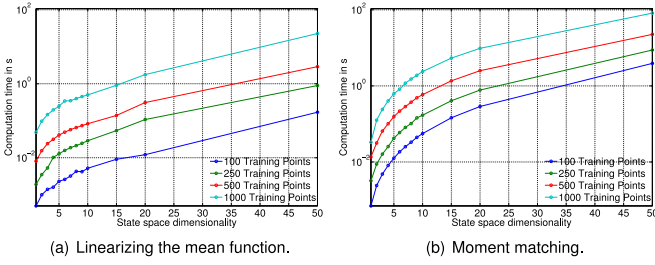 10^2
10^0
10^-2
Computation time in s
100 Training Points
250 Training Points
500 Training Points
1000 Training Points
5 10 15 20 25 30 35 40 45 50
State space dimensionality
(a) Linearizing the mean function.
10^2
10^0
10^-2
Computation time in s
100 Training Points
250 Training Points
500 Training Points
1000 Training Points
5 10 15 20 25 30 35 40 45 50
State space dimensionality
(b) Moment matching.